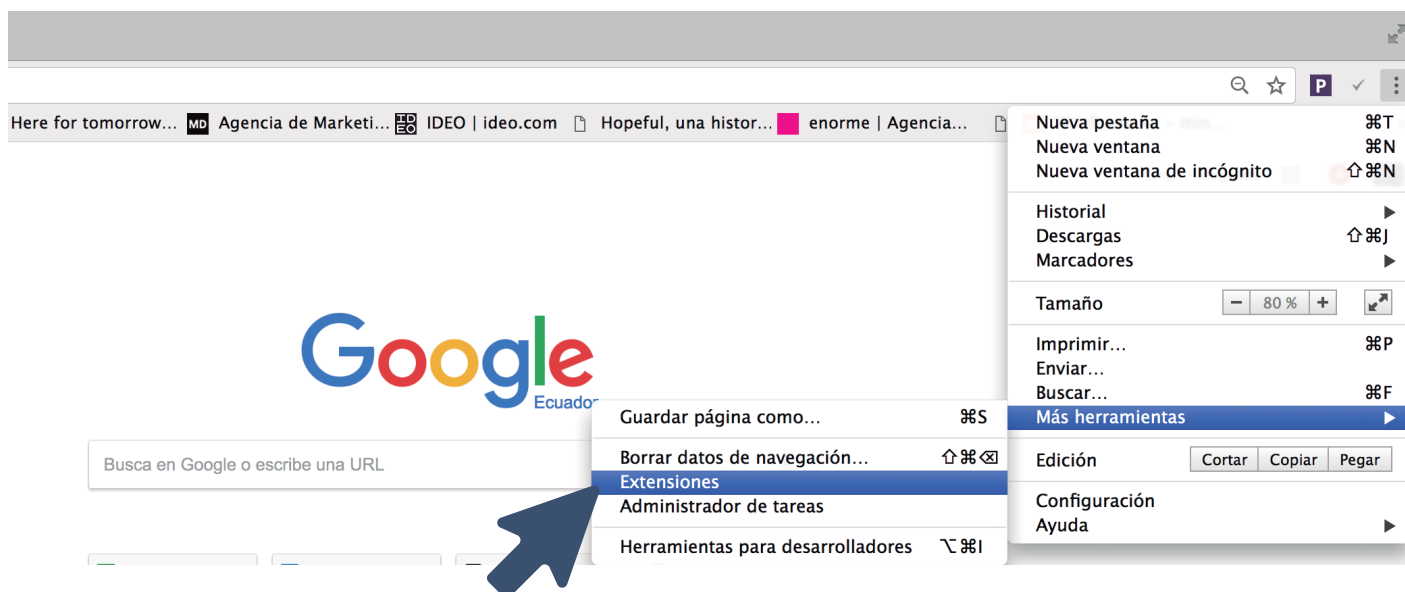 P
Here for tomorrow... MD Agencia de Marketi... IDEO IDEO | ideo.com Hopeful, una histor... enorme | Agencia...
Nueva pestaña ⌘T
Nueva ventana ⌘N
Nueva ventana de incógnito ⇧⌘N
Historial ▶
Descargas ⇧⌘J
Marcadores ▶
Tamaño − 80 % +
Imprimir... ⌘P
Enviar...
Buscar... ⌘F
Más herramientas ▶
Edición Cortar Copiar Pegar
Configuración
Ayuda ▶
Google
Ecuador
Busca en Google o escribe una URL
Guardar página como... ⌘S
Borrar datos de navegación... ⇧⌘⌫
Extensiones
Administrador de tareas
Herramientas para desarrolladores ⌥⌘I